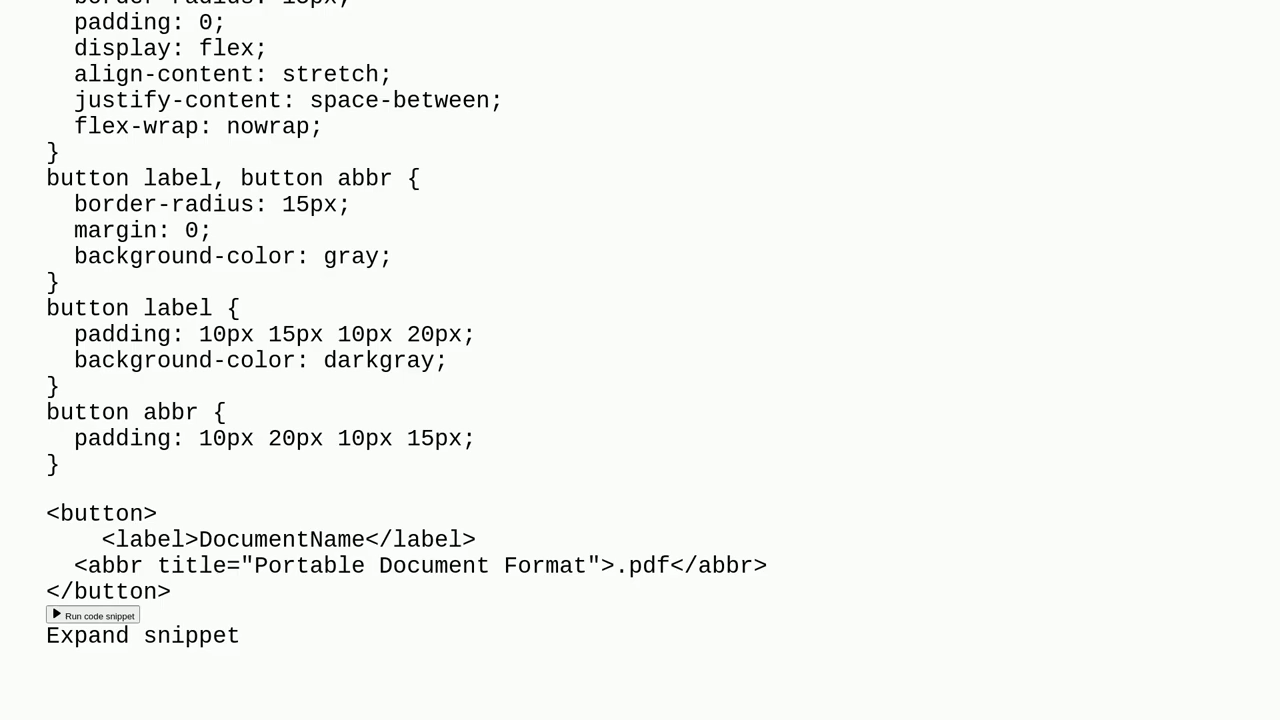 border-radius: 15px;
padding: 0;
display: flex;
align-content: stretch;
justify-content: space-between;
flex-wrap: nowrap;
}
button label, button abbr {
border-radius: 15px;
margin: 0;
background-color: gray;
}
button label {
padding: 10px 15px 10px 20px;
background-color: darkgray;
}
button abbr {
padding: 10px 20px 10px 15px;
}
<button>
<label>DocumentName</label>
<abbr title="Portable Document Format">.pdf</abbr>
</button>
Run code snippet
Expand snippet